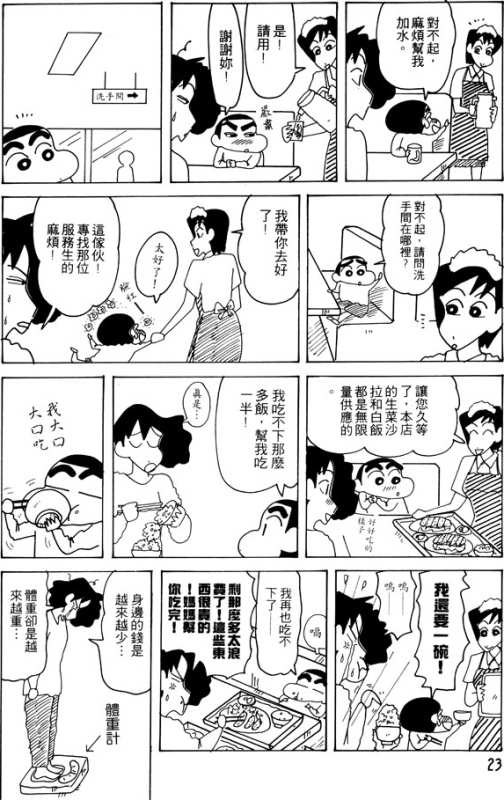 對不起,
麻煩幫我
加水。
是!
請用!
謝謝妳!
洗手間→
對不起,請問洗
手間在哪裡?
我帶你去好
了!
太好了!
臉紅
這傢伙!
專找那位
服務生的
麻煩!
讓您久等
了,本店
的生菜沙
拉和白飯
都是無限
量供應的
。
好好吃的
樣子
我吃不下那麼
多飯,幫我吃
一半!
真是…
我大口
大口吃
我還要一碗!
嗚…
嗚…
嗝
我再也吃不
下了……
剩那麼多太浪
費了!這些東
西很貴的
!媽媽幫
你吃完!
身邊的錢是
越來越少…
體重卻是越
來越重…
體重計
23